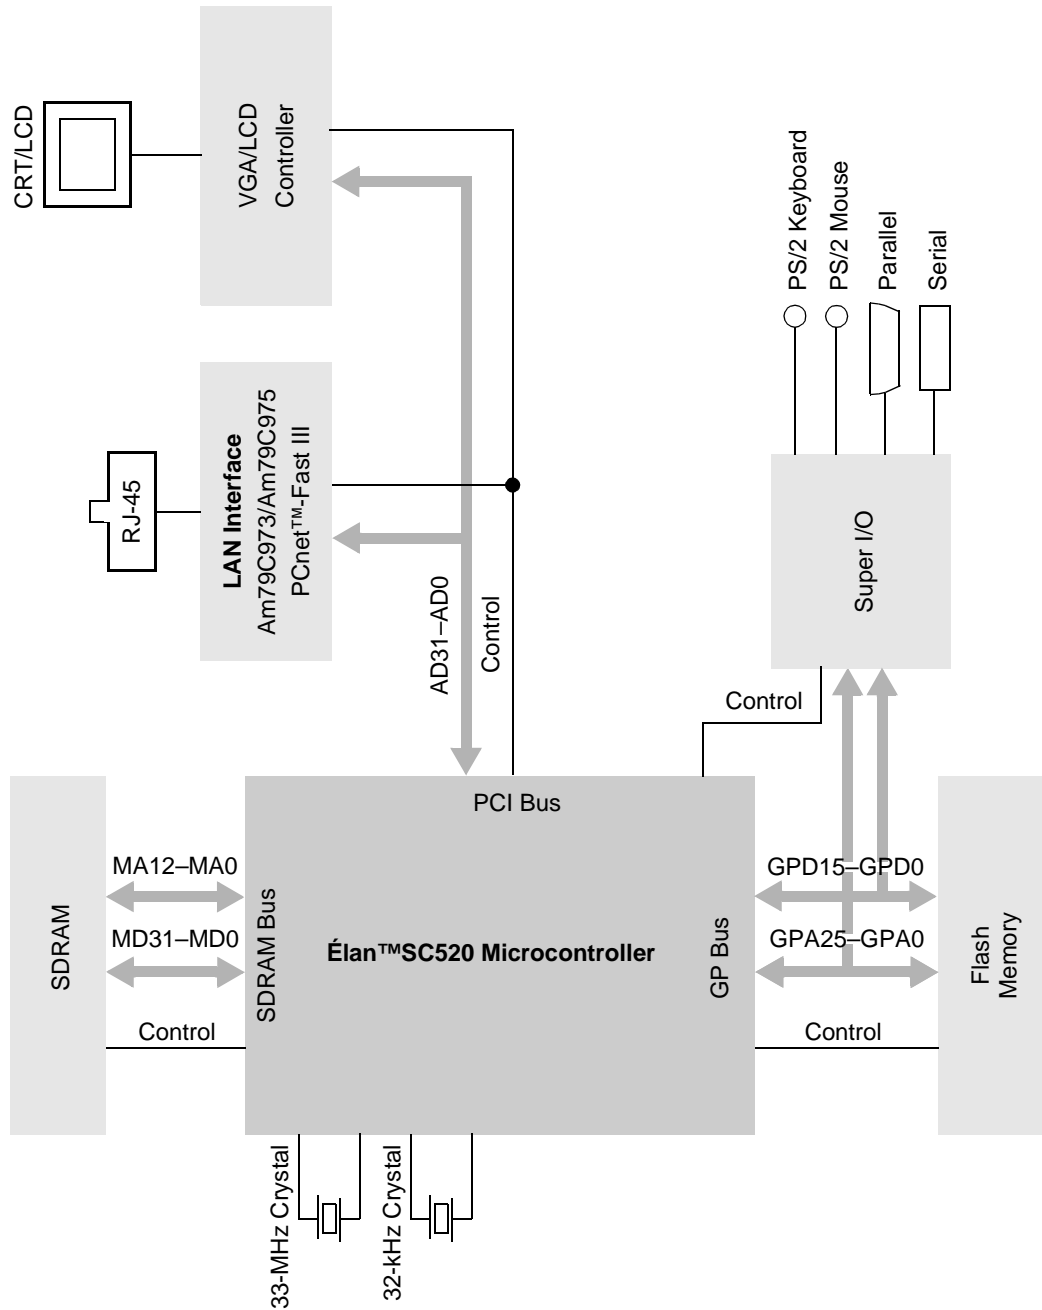 CRT/LCD
VGA/LCD
Controller
PS/2 Keyboard
PS/2 Mouse
Parallel
Serial
RJ-45
LAN Interface
Am79C973/Am79C975
PCnet™-Fast III
Super I/O
AD31–AD0
Control
Control
PCI Bus
SDRAM
MA12–MA0
MD31–MD0
Control
SDRAM Bus
Élan™SC520 Microcontroller
GP Bus
GPD15–GPD0
GPA25–GPA0
Control
Flash
Memory
33-MHz Crystal
32-kHz Crystal